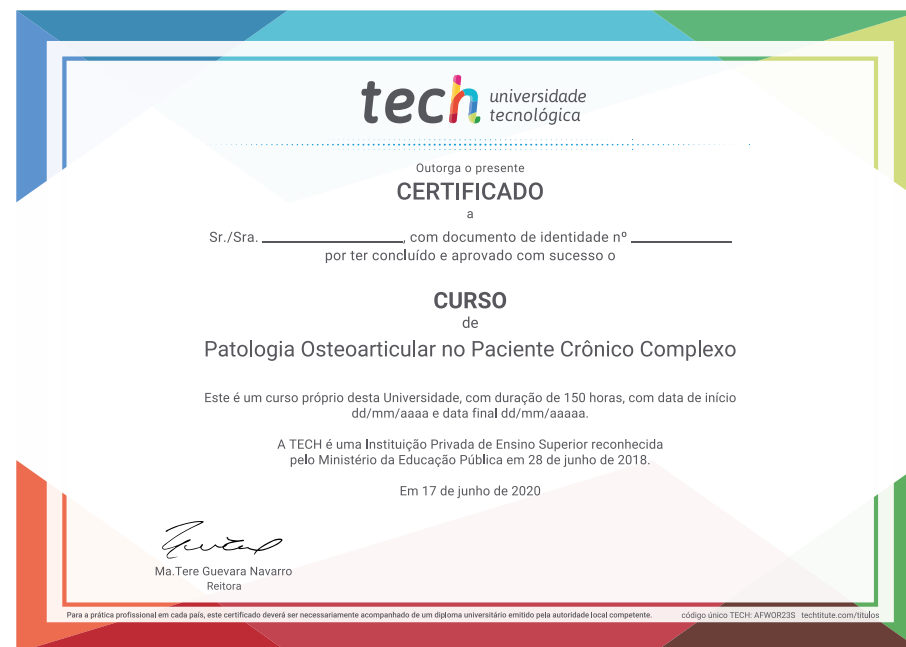 tech universidade
tecnológica
Outorga o presente
CERTIFICADO
a
Sr./Sra. ____________, com documento de identidade nº ____________
por ter concluído e aprovado com sucesso o
CURSO
de
Patologia Osteoarticular no Paciente Crônico Complexo
Este é um curso próprio desta Universidade, com duração de 150 horas, com data de início
dd/mm/aaaa e data final dd/mm/aaaaa.
A TECH é uma Instituição Privada de Ensino Superior reconhecida
pelo Ministério da Educação Pública em 28 de junho de 2018.
Em 17 de junho de 2020
Ma.Tere Guevara Navarro
Reitora
Para a prática profissional em cada país, este certificado deverá ser necessariamente acompanhado de um diploma universitário emitido pela autoridade local competente. código único TECH: AFWOR23S techtitute.com/titulos